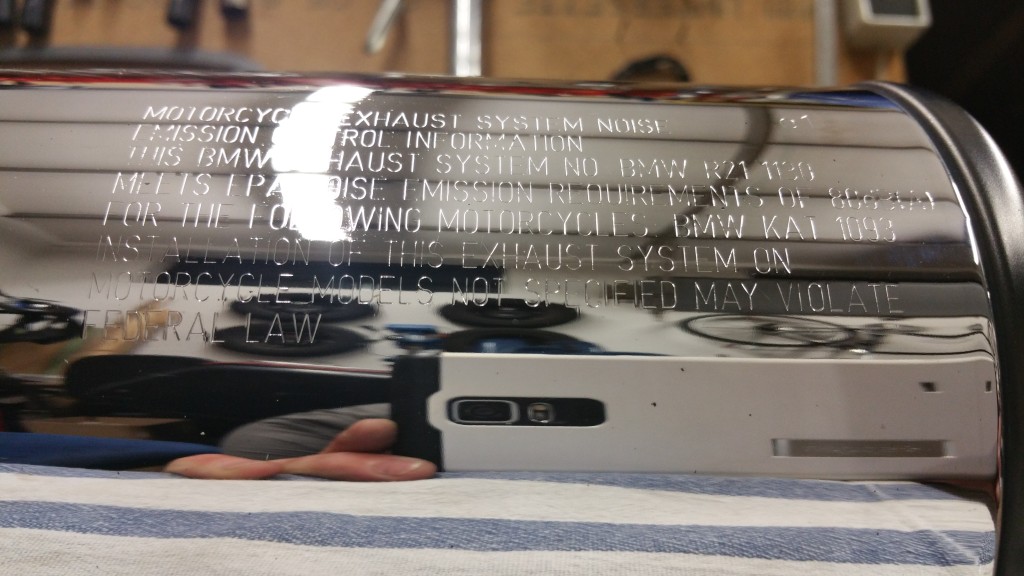 MOTORCYCLE EXHAUST SYSTEM NOISE
EMISSION CONTROL INFORMATION
THIS BMW EXHAUST SYSTEM NO. BMW R21 1190
MEETS EPA NOISE EMISSION REQUIREMENTS OF
FOR THE FOLLOWING MOTORCYCLES: BMW KAT 1093
INSTALLATION OF THIS EXHAUST SYSTEM ON
MOTORCYCLE MODELS NOT SPECIFIED MAY VIOLATE
FEDERAL LAW